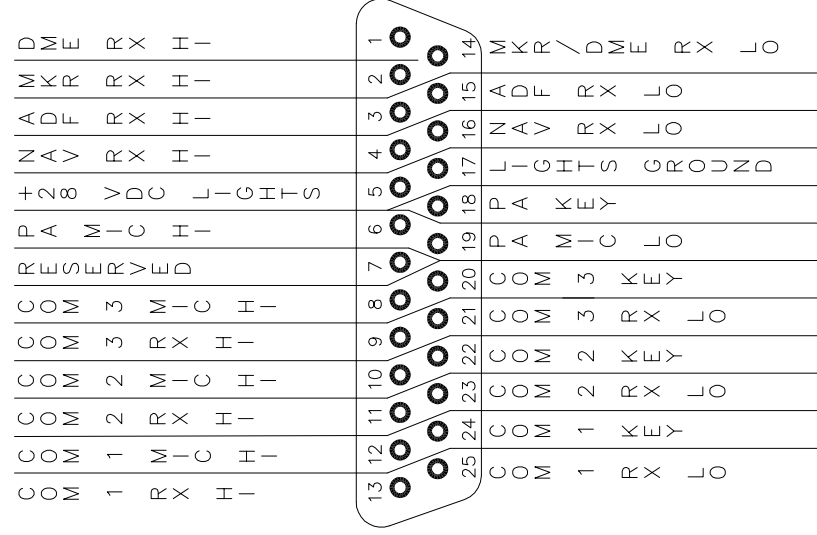 DME RX HI
MKR RX HI
ADF RX HI
NAV RX HI
+28 VDC LIGHTS
PA MIC HI
RESERVED
COM 3 MIC HI
COM 3 RX HI
COM 2 MIC HI
COM 2 RX HI
COM 1 MIC HI
COM 1 RX HI
1
2
3
4
5
6
7
8
9
10
11
12
13
14
15
16
17
18
19
20
21
22
23
24
25
MKR/DME RX LO
ADF RX LO
NAV RX LO
LIGHTS GROUND
PA KEY
PA MIC LO
COM 3 KEY
COM 3 RX LO
COM 2 KEY
COM 2 RX LO
COM 1 KEY
COM 1 RX LO